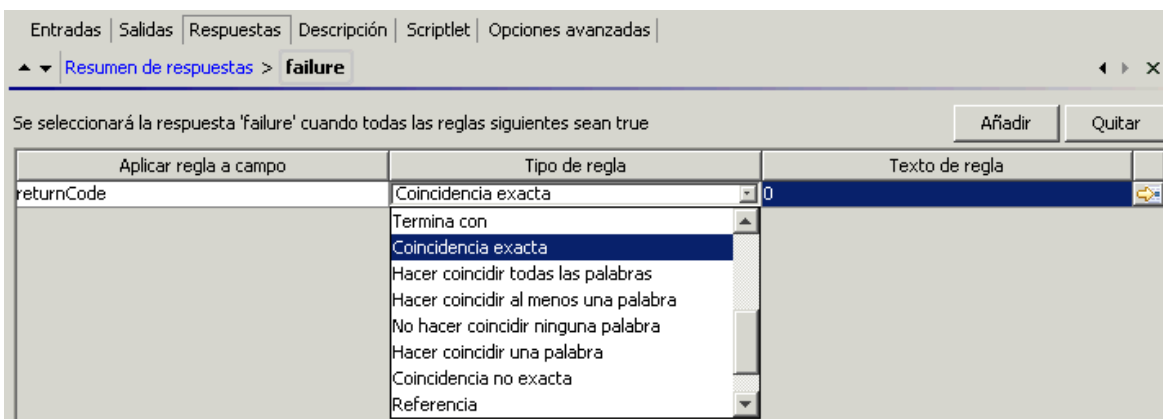 Entradas Salidas Respuestas Descripción Scriptlet Opciones avanzadas
Resumen de respuestas > failure
Se seleccionará la respuesta 'failure' cuando todas las reglas siguientes sean true Añadir Quitar
Aplicar regla a campo Tipo de regla Texto de regla
returnCode Coincidencia exacta 0
Termina con
Coincidencia exacta
Hacer coincidir todas las palabras
Hacer coincidir al menos una palabra
No hacer coincidir ninguna palabra
Hacer coincidir una palabra
Coincidencia no exacta
Referencia